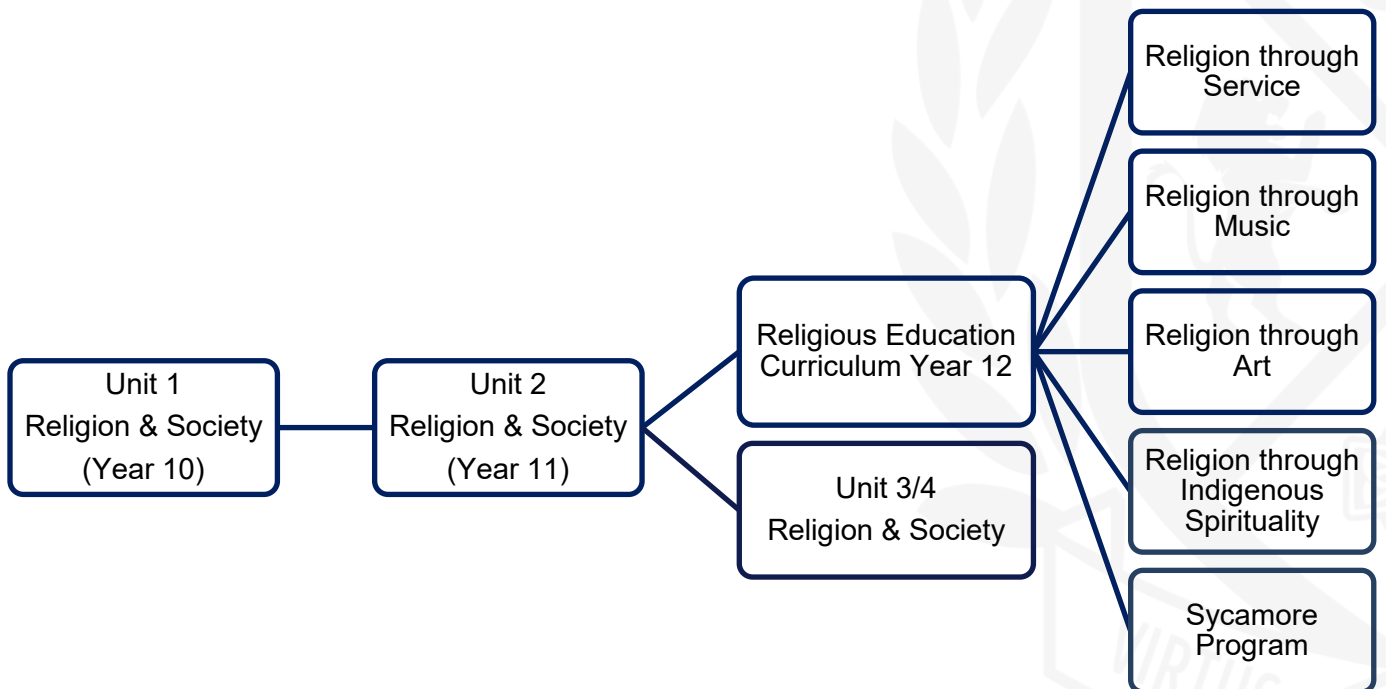 Unit 1
Religion & Society
(Year 10)
Unit 2
Religion & Society
(Year 11)
Religious Education
Curriculum Year 12
Unit 3/4
Religion & Society
Religion through
Service
Religion through
Music
Religion through
Art
Religion through
Indigenous
Spirituality
Sycamore
Program
VIRTUS